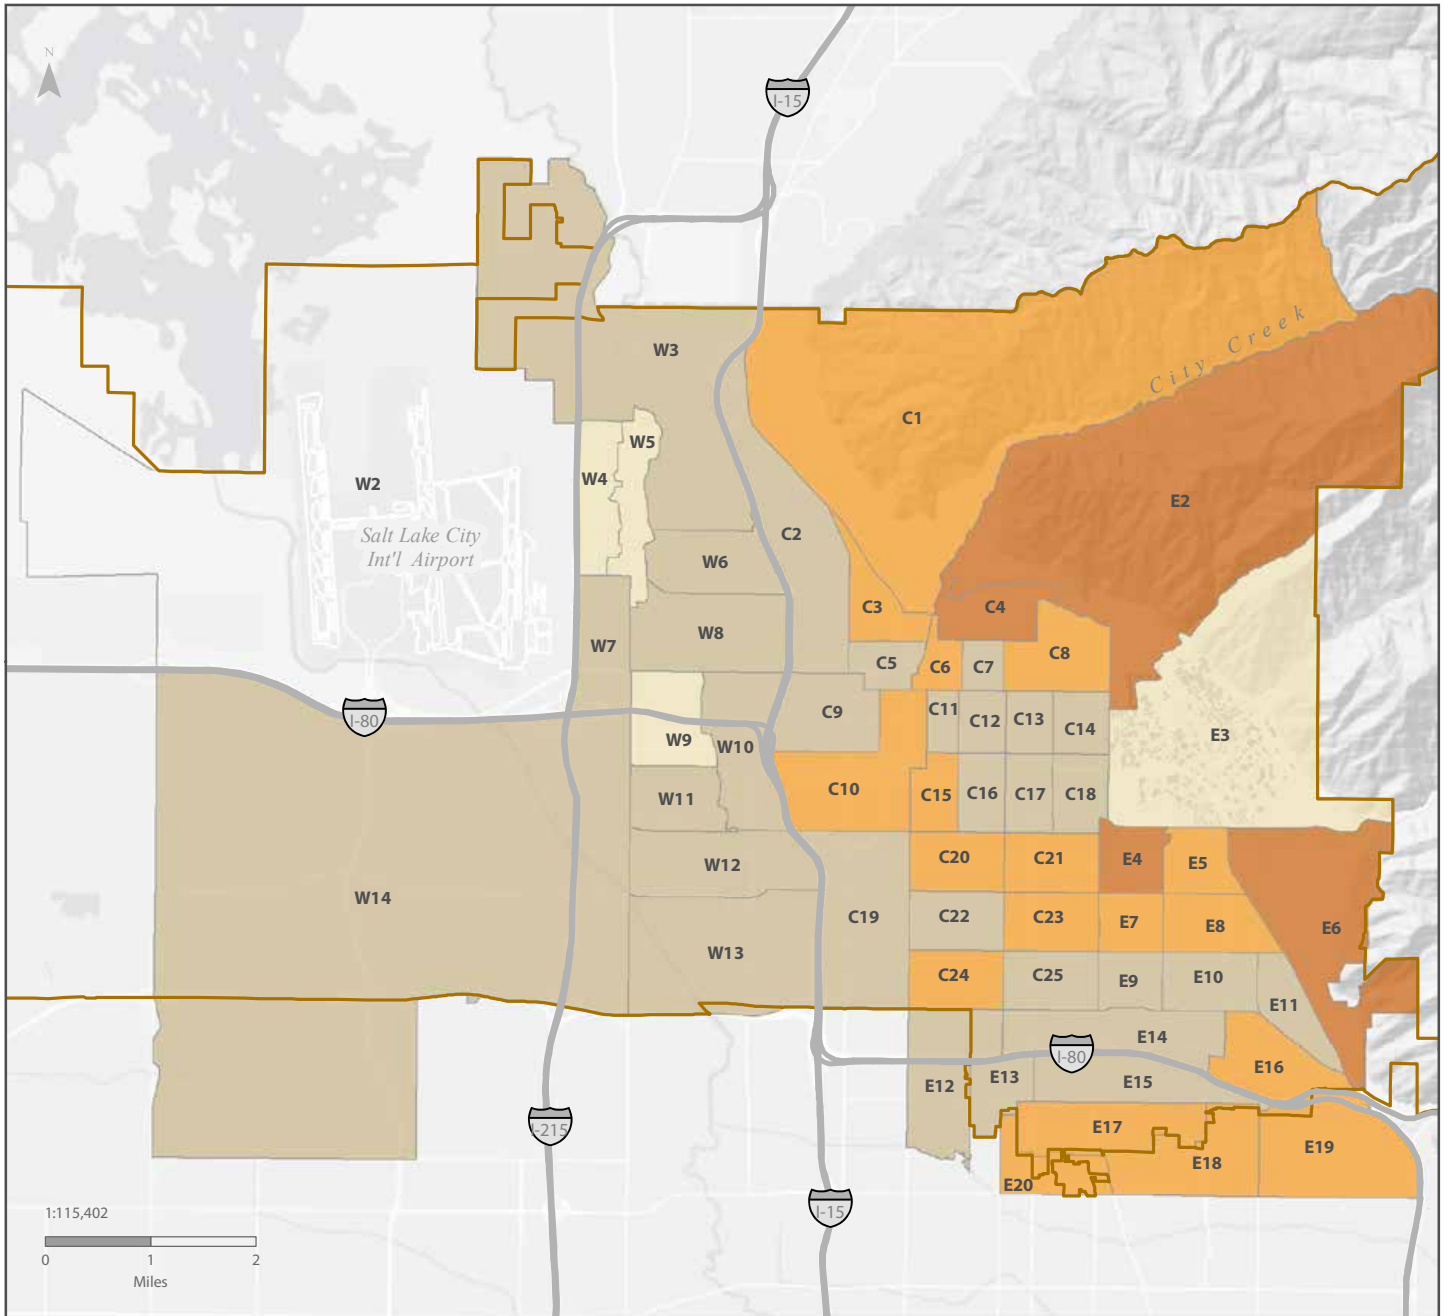 N
I-15
W3
City Creek
C1
W5
W4
W2
E2
Salt Lake City
Int'l Airport
C2
W6
C3
C4
W8
W7
C5
C6
C7
C8
I-80
C9
C11
C12
C13
C14
W9
W10
E3
W11
C10
C15
C16
C17
C18
W12
C20
C21
E4
E5
W14
C19
C22
C23
E7
E8
E6
W13
C24
C25
E9
E10
E11
E14
I-80
E16
E12
E13
E15
I-215
E17
E18
E19
E20
I-15
1:115,402
0 1 2
Miles